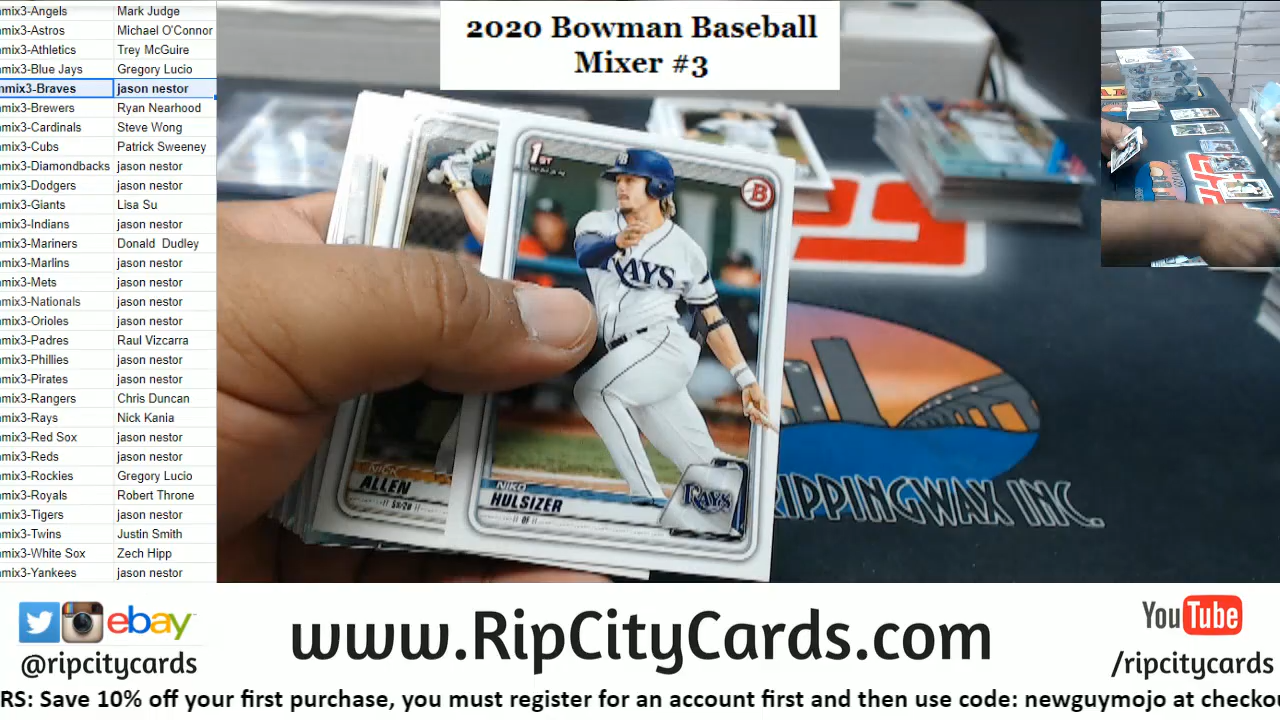 2020 Bowman Baseball
Mixer #3
mix3-Angels Mark Judge
mix3-Astros Michael O'Connor
mix3-Athletics Trey McGuire
mix3-Blue Jays Gregory Lucio
mix3-Braves jason nestor
mix3-Brewers Ryan Nearhood
mix3-Cardinals Steve Wong
mix3-Cubs Patrick Sweeney
mix3-Diamondbacks jason nestor
mix3-Dodgers jason nestor
mix3-Giants Lisa Su
mix3-Indians jason nestor
mix3-Mariners Donald Dudley
mix3-Marlins jason nestor
mix3-Mets jason nestor
mix3-Nationals jason nestor
mix3-Orioles jason nestor
mix3-Padres Raul Vizcarra
mix3-Phillies jason nestor
mix3-Pirates jason nestor
mix3-Rangers Chris Duncan
mix3-Rays Nick Kania
mix3-Red Sox jason nestor
mix3-Reds jason nestor
mix3-Rockies Gregory Lucio
mix3-Royals Robert Throne
mix3-Tigers jason nestor
mix3-Twins Justin Smith
mix3-White Sox Zech Hipp
mix3-Yankees jason nestor
1ST
B
RAYS
NICK
ALLEN
SS/2B
NIKO
HULSIZER
OF
RAYS
RIPPINGWAX INC.
ebay
@ripcitycards
www.RipCityCards.com
YouTube
/ripcitycards
RS: Save 10% off your first purchase, you must register for an account first and then use code: newguymojo at checkou